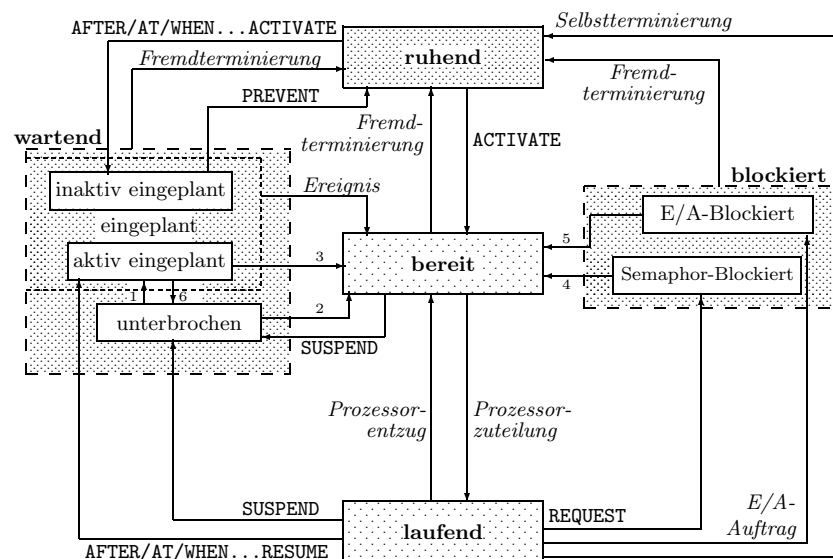 AFTER/AT/WHEN...ACTIVATE
Selbstterminierung
ruhend
Fremdterminierung
Fremd-
terminierung
PREVENT
Fremd-
terminierung
ACTIVATE
wartend
blockiert
inaktiv eingeplant
Ereignis
E/A-Blockiert
eingeplant
5
aktiv eingeplant
3
bereit
4
Semaphor-Blockiert
1
6
unterbrochen
2
SUSPEND
Prozessor-
entzug
Prozessor-
zuteilung
SUSPEND
REQUEST
E/A-
Auftrag
laufend
AFTER/AT/WHEN...RESUME